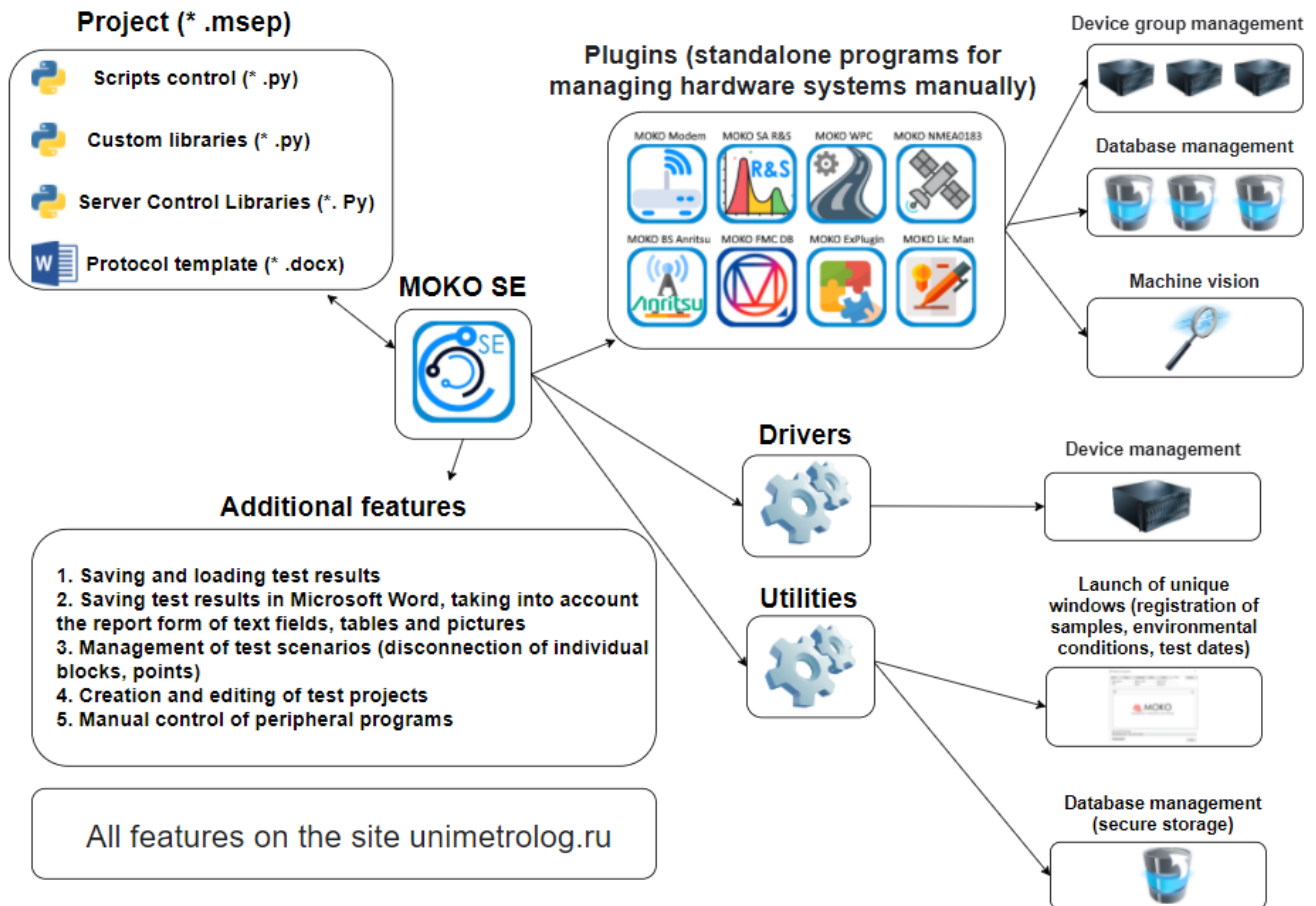 Project (* .msep)
Scripts control (* .py)
Custom libraries (* .py)
Server Control Libraries (*. Py)
W
Protocol template (* .docx)
MOKO SE
SE
Plugins (standalone programs for
managing hardware systems manually)
MOKO Modem
MOKO SA R&S
MOKO WPC
MOKO NMEA0183
R&S
MOKO BS Anritsu
MOKO FMC DB
MOKO ExPlugin
MOKO Lic Man
Anritsu
Device group management
Database management
Machine vision
Drivers
Device management
Utilities
Launch of unique
windows (registration of
samples, environmental
conditions, test dates)
MOKO
Database management
(secure storage)
Additional features
1. Saving and loading test results
2. Saving test results in Microsoft Word, taking into account
the report form of text fields, tables and pictures
3. Management of test scenarios (disconnection of individual
blocks, points)
4. Creation and editing of test projects
5. Manual control of peripheral programs
All features on the site unimetrolog.ru